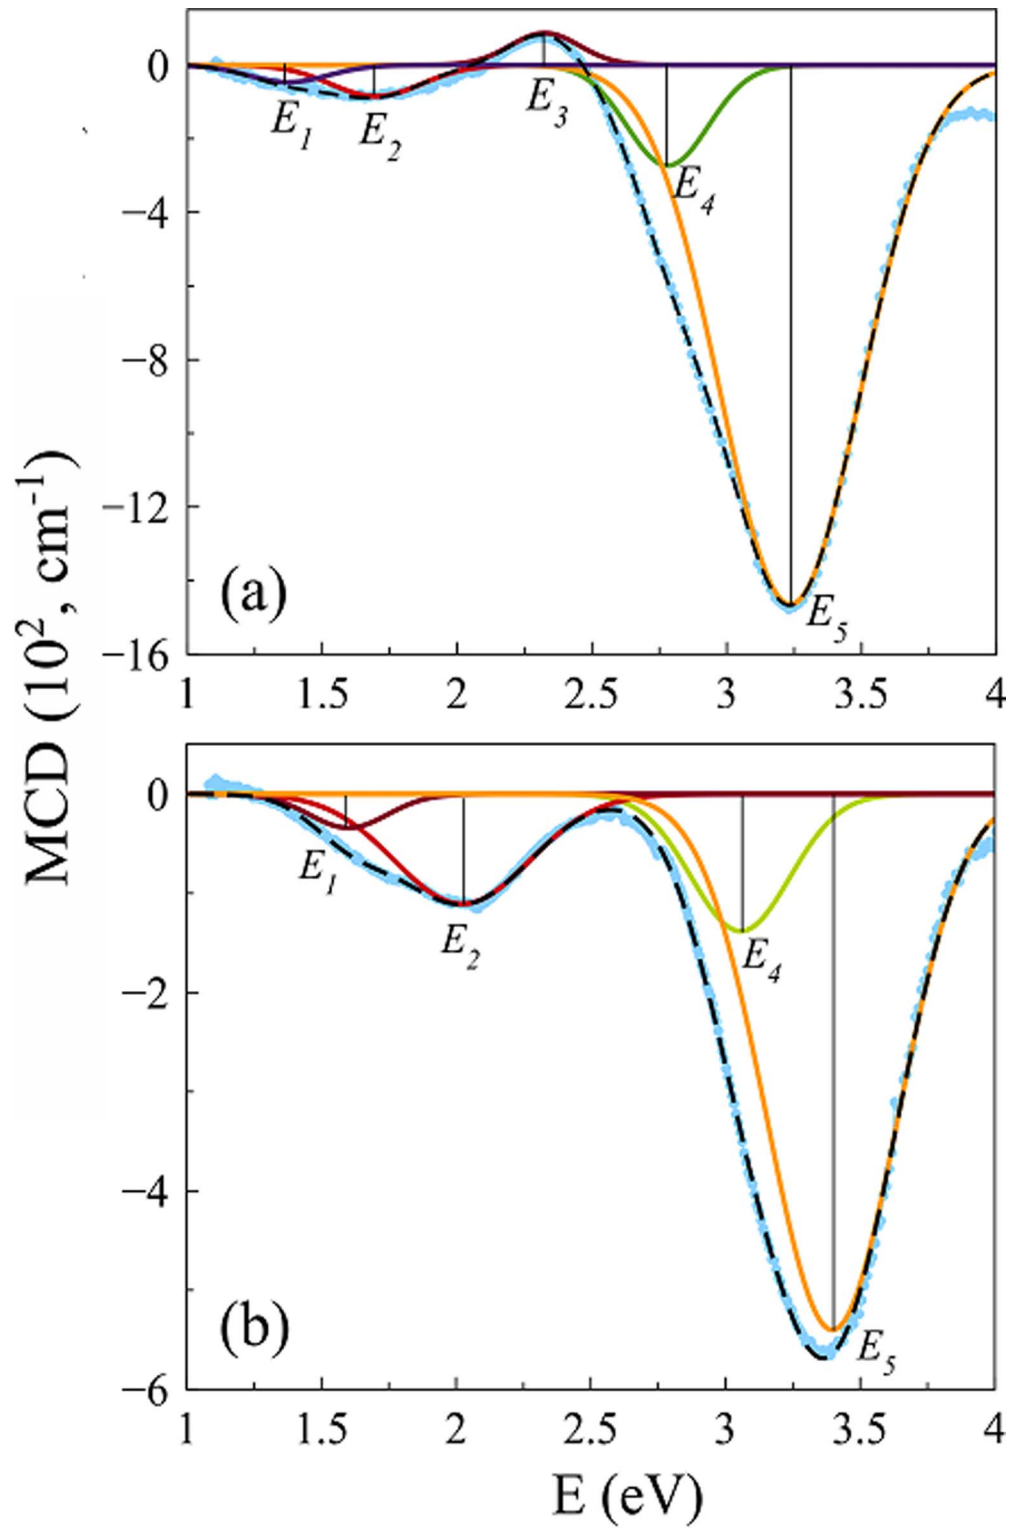 MCD (10², cm⁻¹)
0
−4
−8
−12
−16
E₁
E₂
E₃
E₄
E₅
(a)
1 1.5 2 2.5 3 3.5 4
0
−2
−4
−6
E₁
E₂
E₄
E₅
(b)
1 1.5 2 2.5 3 3.5 4
E (eV)